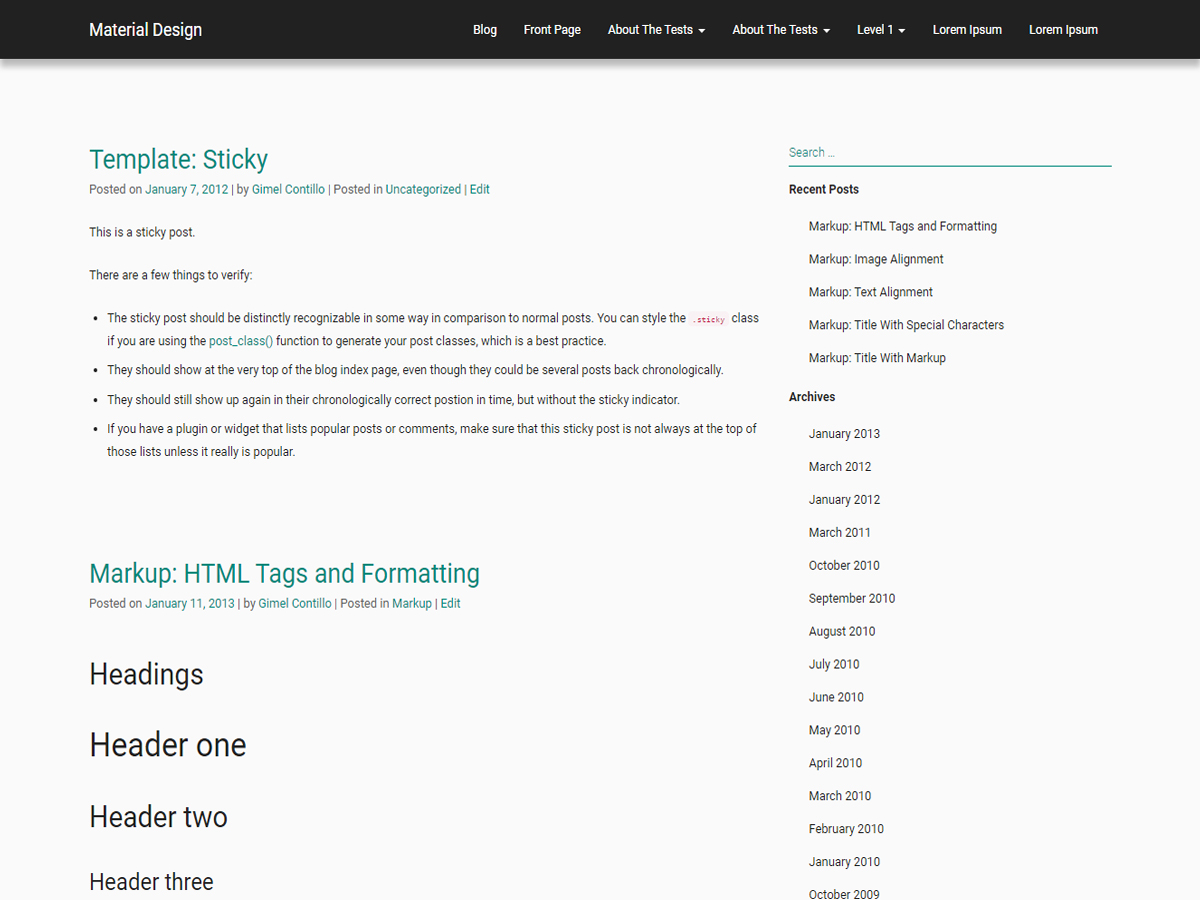 Material Design
Blog
Front Page
About The Tests
About The Tests
Level 1
Lorem Ipsum
Lorem Ipsum
Template: Sticky
Posted on January 7, 2012 | by Gimel Contillo | Posted in Uncategorized | Edit
This is a sticky post.
There are a few things to verify:
• The sticky post should be distinctly recognizable in some way in comparison to normal posts. You can style the .sticky class
if you are using the post_class() function to generate your post classes, which is a best practice.
• They should show at the very top of the blog index page, even though they could be several posts back chronologically.
• They should still show up again in their chronologically correct postion in time, but without the sticky indicator.
• If you have a plugin or widget that lists popular posts or comments, make sure that this sticky post is not always at the top of
those lists unless it really is popular.
Markup: HTML Tags and Formatting
Posted on January 11, 2013 | by Gimel Contillo | Posted in Markup | Edit
Headings
Header one
Header two
Header three
Search ...
Recent Posts
Markup: HTML Tags and Formatting
Markup: Image Alignment
Markup: Text Alignment
Markup: Title With Special Characters
Markup: Title With Markup
Archives
January 2013
March 2012
January 2012
March 2011
October 2010
September 2010
August 2010
July 2010
June 2010
May 2010
April 2010
March 2010
February 2010
January 2010
October 2009